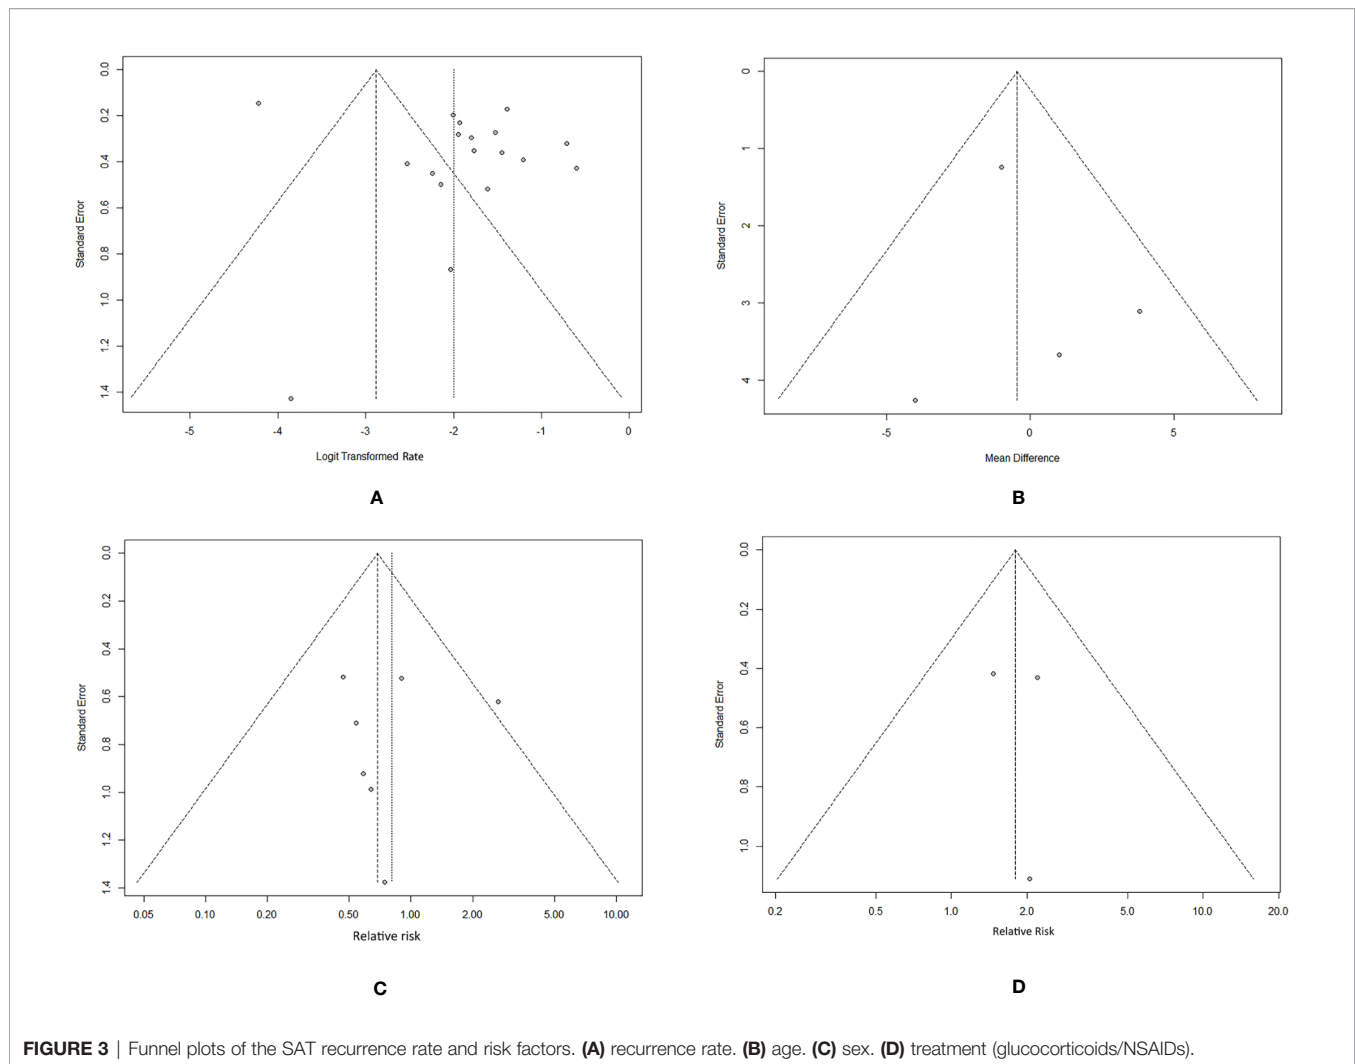 0.0
0.2
0.4
0.6
0.8
1.0
1.2
1.4
Standard Error
-5 -4 -3 -2 -1 0
Logit Transformed Rate
A
0
1
2
3
4
Standard Error
-5 0 5
Mean Difference
B
0.0
0.2
0.4
0.6
0.8
1.0
1.2
1.4
Standard Error
0.05 0.10 0.20 0.50 1.00 2.00 5.00 10.00
Relative risk
C
0.0
0.2
0.4
0.6
0.8
1.0
Standard Error
0.2 0.5 1.0 2.0 5.0 10.0 20.0
Relative Risk
D
FIGURE 3 | Funnel plots of the SAT recurrence rate and risk factors. (A) recurrence rate. (B) age. (C) sex. (D) treatment (glucocorticoids/NSAIDs).